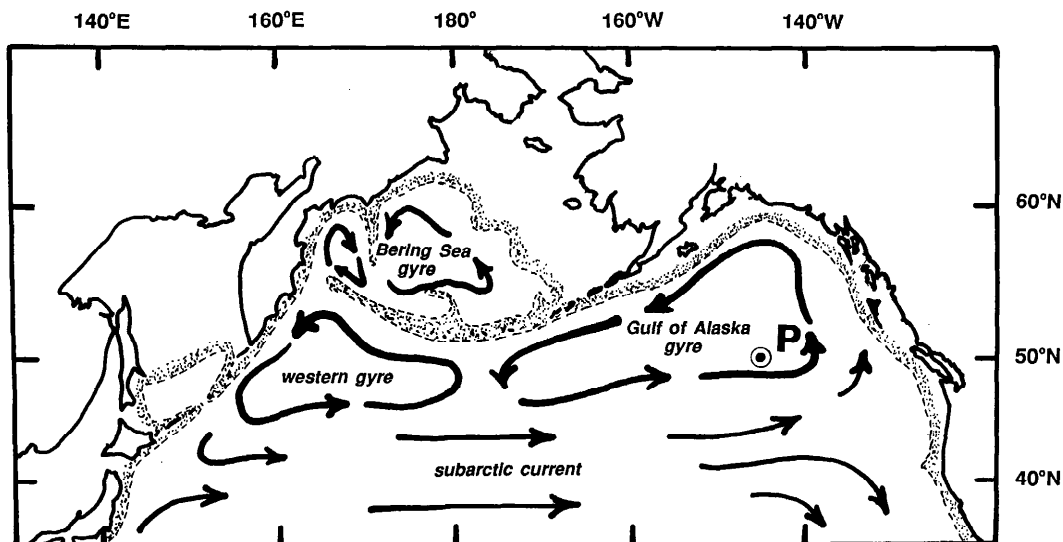 140°E 160°E 180° 160°W 140°W
60°N
Bering Sea
gyre
Gulf of Alaska
gyre
P
50°N
western gyre
subarctic current
40°N